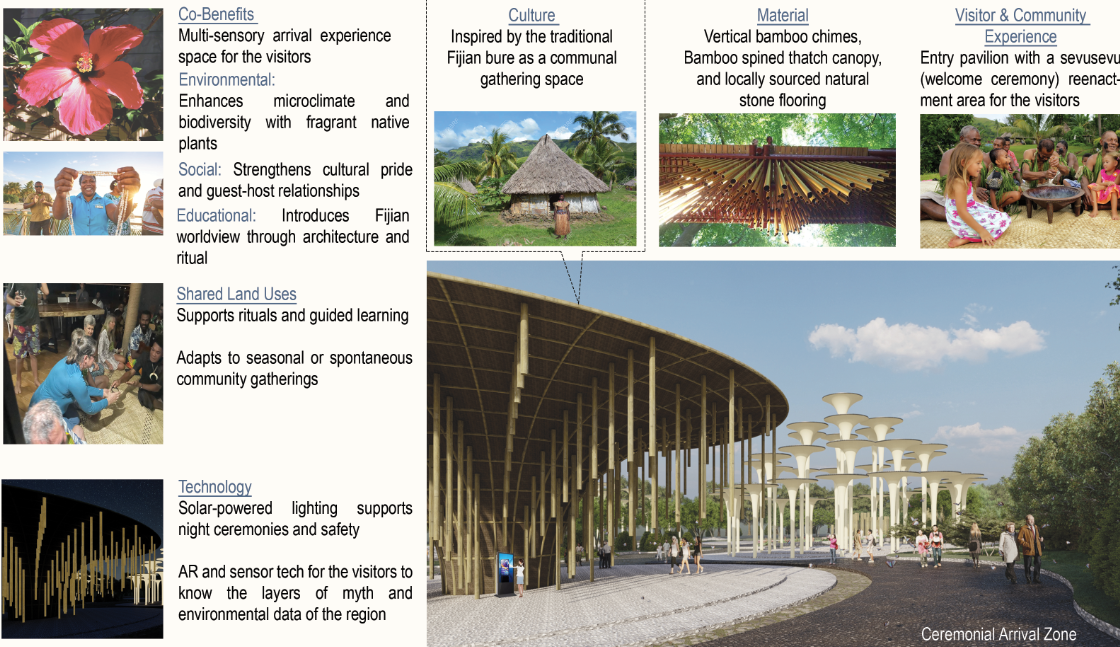 Co-Benefits
Multi-sensory arrival experience
space for the visitors
Environmental:
Enhances microclimate and
biodiversity with fragrant native
plants
Social: Strengthens cultural pride
and guest-host relationships
Educational: Introduces Fijian
worldview through architecture and
ritual
Shared Land Uses
Supports rituals and guided learning
Adapts to seasonal or spontaneous
community gatherings
Technology
Solar-powered lighting supports
night ceremonies and safety
AR and sensor tech for the visitors to
know the layers of myth and
environmental data of the region
Culture
Inspired by the traditional
Fijian bure as a communal
gathering space
Material
Vertical bamboo chimes,
Bamboo spined thatch canopy,
and locally sourced natural
stone flooring
Visitor & Community
Experience
Entry pavilion with a sevusevu
(welcome ceremony) reenact-
ment area for the visitors
Ceremonial Arrival Zone